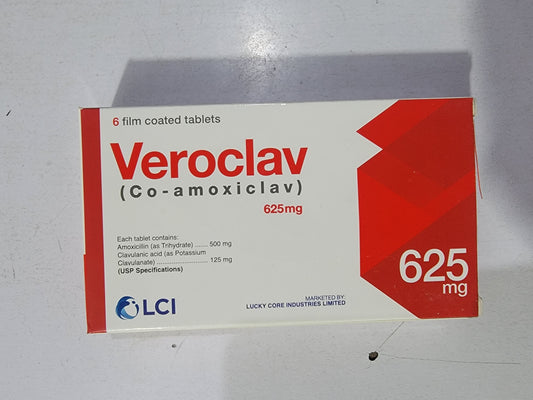 6 film coated tablets
Veroclav
(Co-amoxiclav)
625mg
Each tablet contains:
Amoxicillin (as Trihydrate) ....... 500 mg
Clavulanic acid (as Potassium
Clavulanate) ........................... 125 mg
(USP Specifications)
625
mg
LCI
MARKETED BY:
LUCKY CORE INDUSTRIES LIMITED